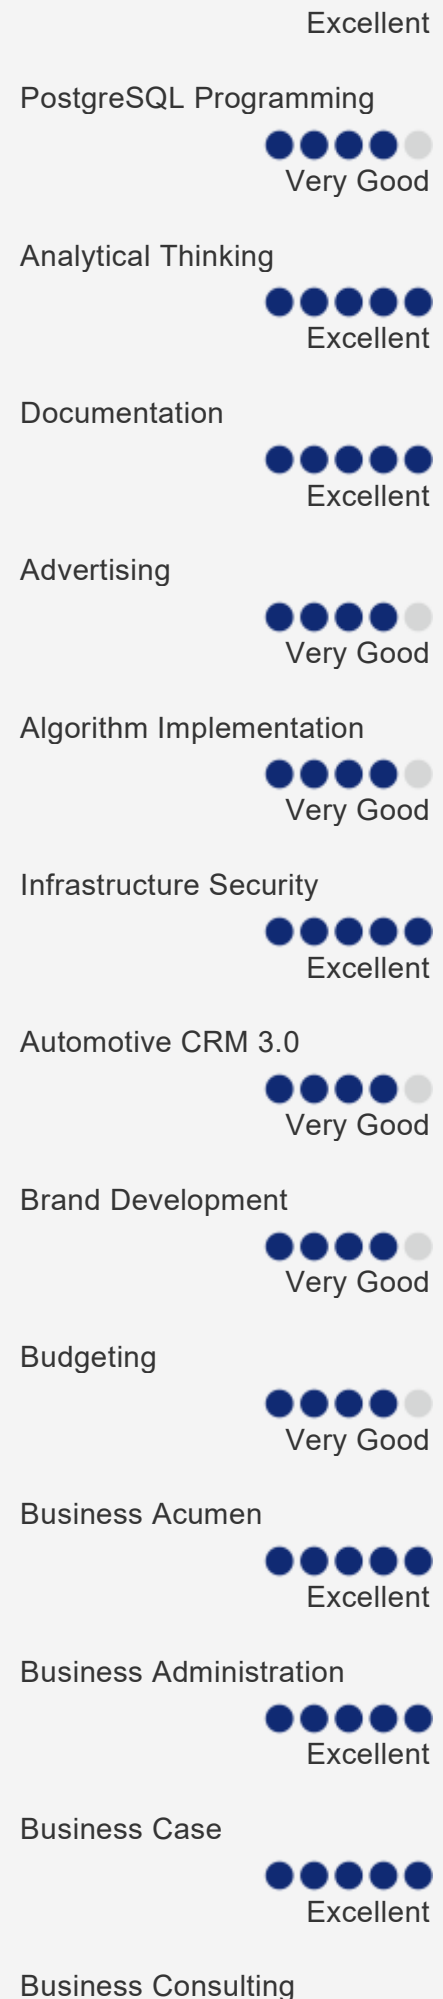 Excellent
PostgreSQL Programming
Very Good
Analytical Thinking
Excellent
Documentation
Excellent
Advertising
Very Good
Algorithm Implementation
Very Good
Infrastructure Security
Excellent
Automotive CRM 3.0
Very Good
Brand Development
Very Good
Budgeting
Very Good
Business Acumen
Excellent
Business Administration
Excellent
Business Case
Excellent
Business Consulting